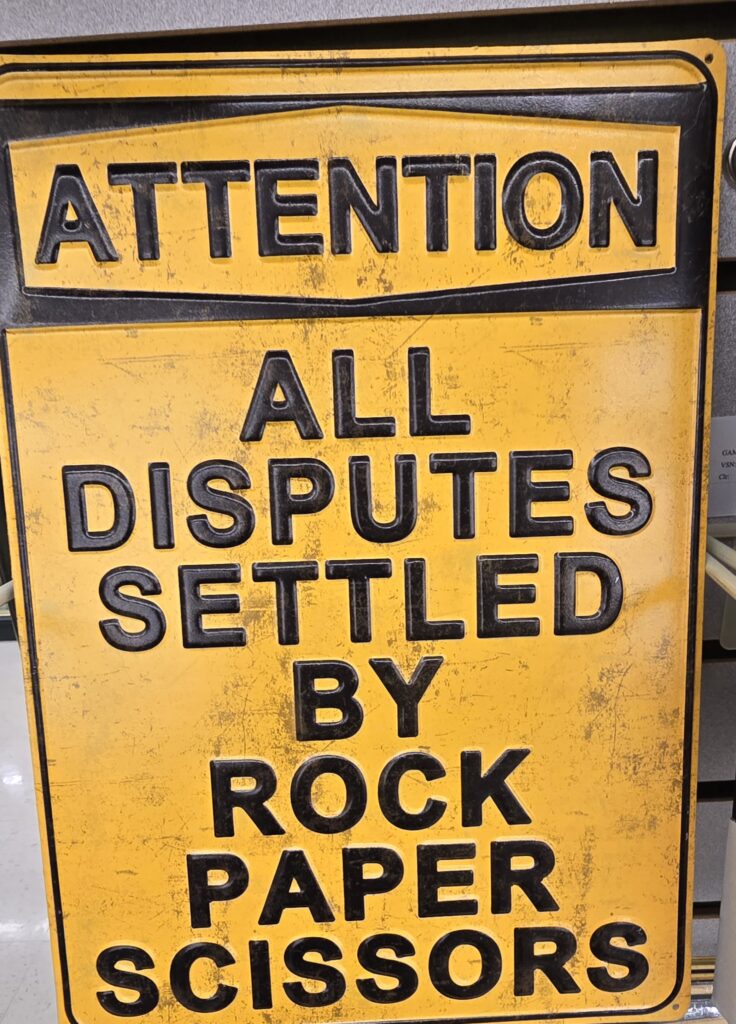 ATTENTION
ALL
DISPUTES
SETTLED
BY
ROCK
PAPER
SCISSORS